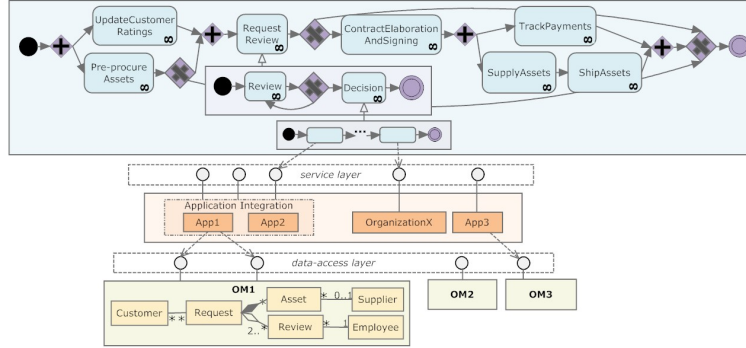 UpdateCustomer
Ratings
Pre-procure
Assets
Request
Review
ContractElaboration
AndSigning
TrackPayments
SupplyAssets
ShipAssets
Review
Decision
...
service layer
Application Integration
App1
App2
OrganizationX
App3
data-access layer
OM1
OM2
OM3
Customer
* *
Request
*
Asset
* 0..1
Supplier
2..*
Review
* 1
Employee